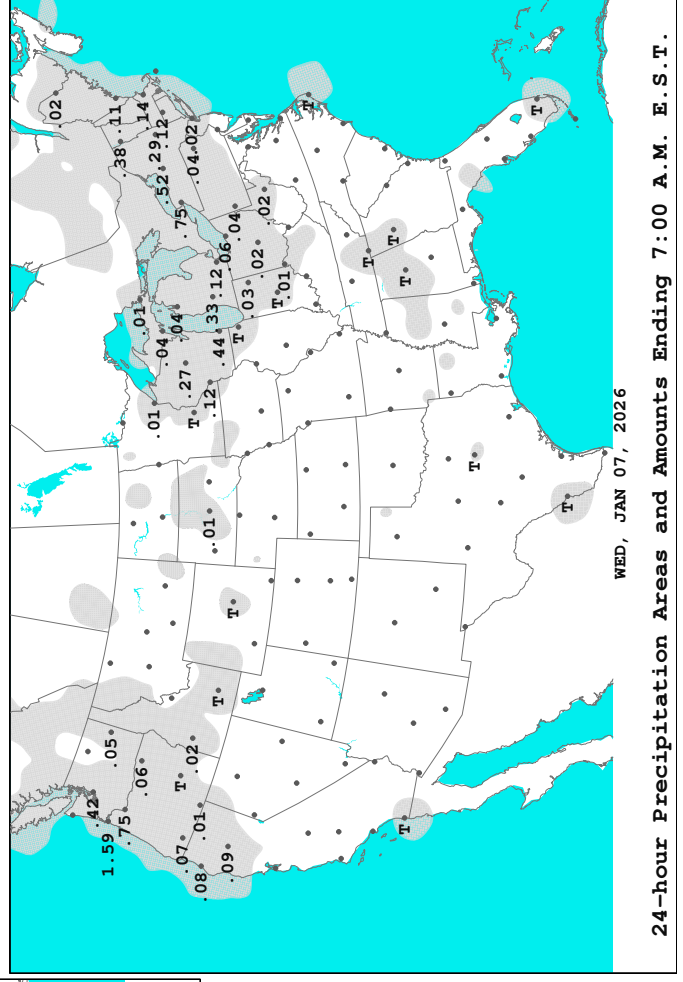 .02
.42
1.59
.05
.11
.38
.75
.01
.06
.14
.01
.29
.12
.04
.52
.04
T
.75
.07
.27
.02
.04
.02
T
.01
.08
.01
.12
.33
.12
T
.44
.06
.09
T
.04
T
.03
.02
.02
T
.01
T
T
T
T
T
T
T
T
WED, JAN 07, 2026
24-hour Precipitation Areas and Amounts Ending 7:00 A.M. E.S.T.